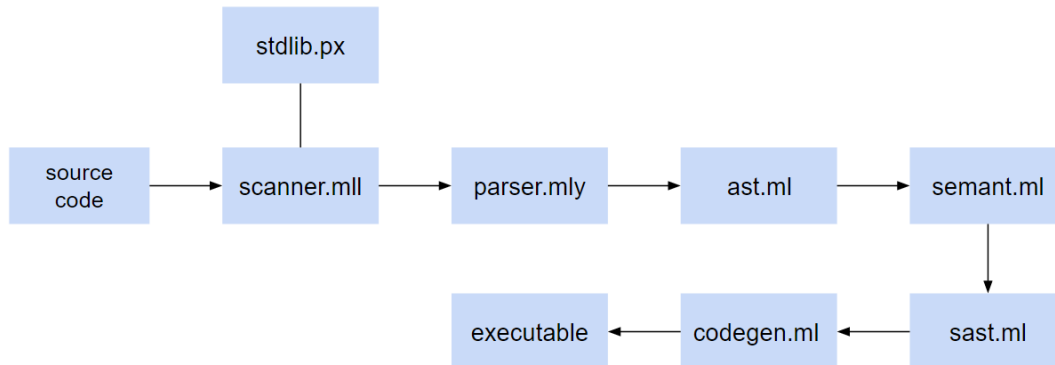 stdlib.px
source
code
scanner.mll
parser.mly
ast.ml
semant.ml
executable
codegen.ml
sast.ml